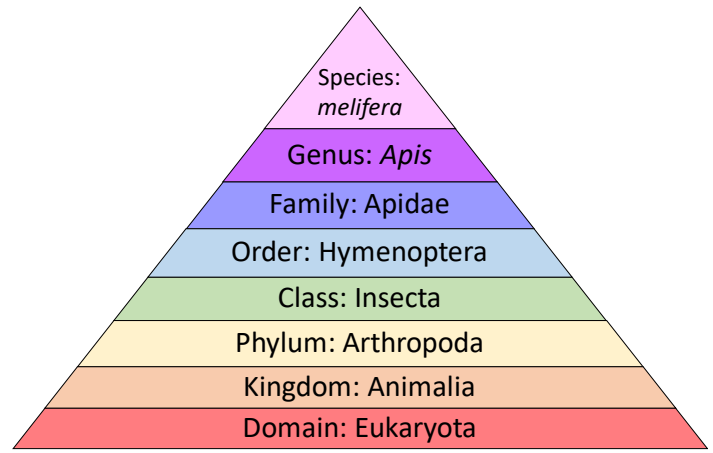 Species:
melifera
Genus: Apis
Family: Apidae
Order: Hymenoptera
Class: Insecta
Phylum: Arthropoda
Kingdom: Animalia
Domain: Eukaryota